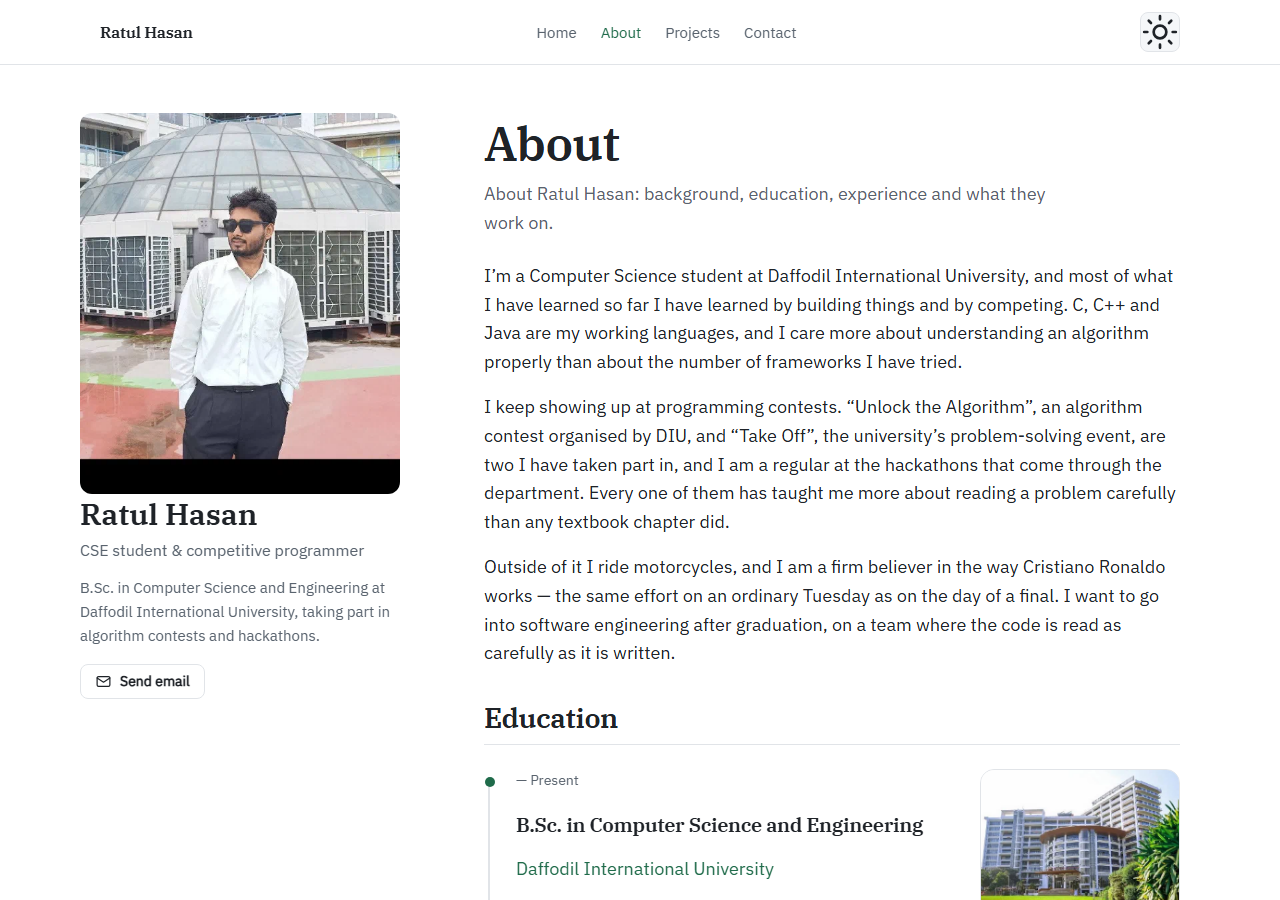 Ratul Hasan
Home
About
Projects
Contact
About
About Ratul Hasan: background, education, experience and what they
work on.
I’m a Computer Science student at Daffodil International University, and most of what
I have learned so far I have learned by building things and by competing. C, C++ and
Java are my working languages, and I care more about understanding an algorithm
properly than about the number of frameworks I have tried.
I keep showing up at programming contests. “Unlock the Algorithm”, an algorithm
contest organised by DIU, and “Take Off”, the university’s problem-solving event, are
two I have taken part in, and I am a regular at the hackathons that come through the
department. Every one of them has taught me more about reading a problem carefully
than any textbook chapter did.
Outside of it I ride motorcycles, and I am a firm believer in the way Cristiano Ronaldo
works — the same effort on an ordinary Tuesday as on the day of a final. I want to go
into software engineering after graduation, on a team where the code is read as
carefully as it is written.
Ratul Hasan
CSE student & competitive programmer
B.Sc. in Computer Science and Engineering at
Daffodil International University, taking part in
algorithm contests and hackathons.
Send email
Education
— Present
B.Sc. in Computer Science and Engineering
Daffodil International University